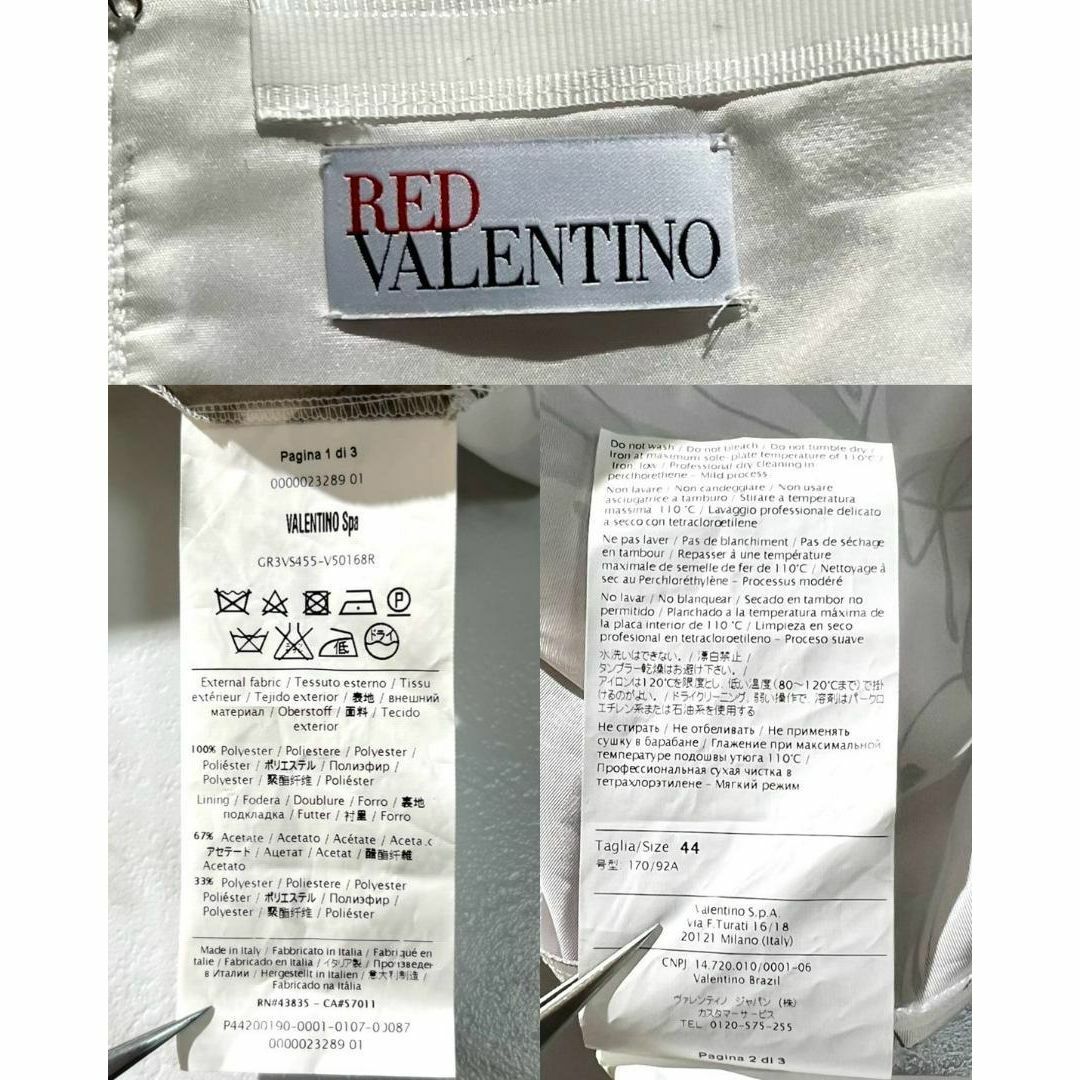 RED
VALENTINO
Pagina 1 di 3
0000023289 01
VALENTINO Spa
GR3VS455-V50168R
P
低
ドライ
External fabric / Tessuto esterno / Tissu
extérieur / Tejido exterior / 表地 / внешний
материал / Oberstoff / 面料 / Tecido
exterior
100% Polyester / Poliestere / Polyester /
Poliéster / ポリエステル / Полиэфир /
Polyester / 聚酯纤维 / Poliéster
Lining / Fodera / Doublure / Forro / 裏地
подкладка / Futter / 衬里 / Forro
67% Acetate / Acetato / Acétate /
アセテード / Ацетат / Acetat / 醋酯纤维
Acetato
33% Polyester / Poliestere / Polyester /
Poliéster / ポリエステル / Полиэфир /
Polyester / 聚酯纤维 / Poliéster
Made in Italy / Fabbricato in Italia / Fabriqué en
talie / Fabricado en Italia / イタリア製 / Произведен
в Италии / Hergestellt in Italien / 意大利制造 /
Fabricado na Itália
RN#43835 - CA#57011
P44200190-0001-0107-00087
0000023289 01
Do not wash / Do not bleach / Do not tumble dry /
Iron at maximum sole-plate temperature of 110°C /
Iron: low / Professional dry cleaning in
perclhorethene - Mild process
Non lavare / Non candeggiare / Non usare
asciugatrice a tamburo / Stirare a temperatura
massima 110 °C / Lavaggio professionale delicato
a secco con tetracloroetilene
Ne pas laver / Pas de blanchiment / Pas de séchage
en tambour / Repasser à une température
maximale de semelle de fer de 110°C / Nettoyage à
sec au Perchloréthylène - Processus modéré
No lavar / No blanquear / Secado en tambor no
permitido / Planchado a la temperatura máxima de
la placa interior de 110 °C / Limpieza en seco
profesional en tetracloroetileno - Proceso suave
水洗いはできない。 / 漂白禁止 /
タンブラー乾燥はお避け下さい。 /
アイロンは120℃を限度とし、低い温度(80～120℃まで)で掛
けるのがよい。 / ドライクリーニング、弱い操作で、溶剤はパークロ
エチレン系または石油系を使用する
Не стирать / Не отбеливать / Не применять
сушку в барабане / Глажение при максимальной
температуре подошвы утюга 110°C /
Профессиональная сухая чистка в
тетрахлорэтилене - Мягкий режим
Taglia/Size 44
号型: 170/92A
Valentino S.p.A.
Via F.Turati 16/18
20121 Milano (Italy)
CNPJ 14.720.010/0001-06
Valentino Brazil
ヴァレンティノ ジャパン (株)
カスタマーサービス
TEL 0120-575-255
Pagina 2 di 3